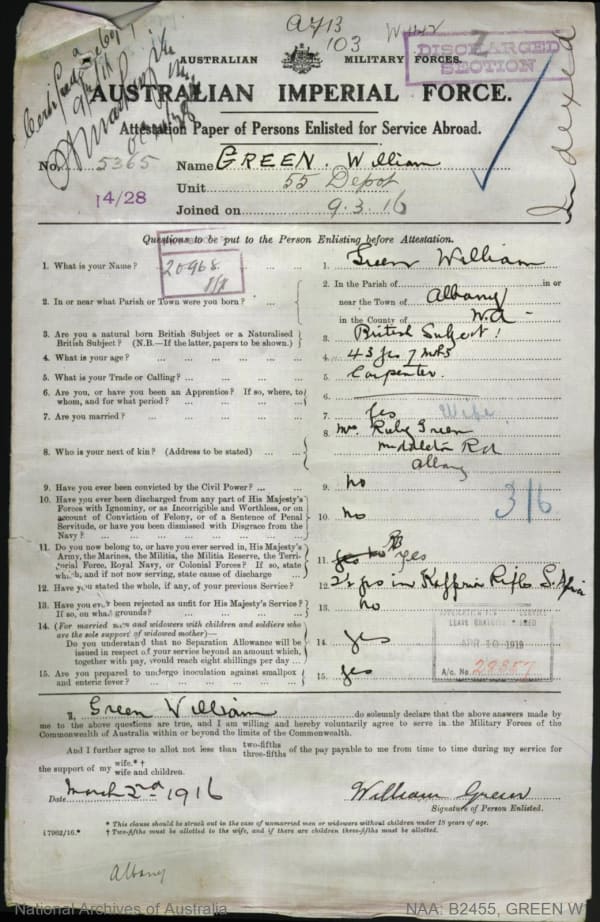 AUSTRALIAN MILITARY FORCES.
DISCHARGED
SECTION
Indexed
AUSTRALIAN IMPERIAL FORCE.
Attestation Paper of Persons Enlisted for Service Abroad.
No. 5365 Name GREEN. William
14/28 Unit 55 Depot
Joined on 9.3.16
Questions to be put to the Person Enlisting before Attestation.
20968
1. What is your Name? ... ... ... 1. Green William
2. In or near what Parish or Town were you born? ... 2. In the Parish of in or
near the Town of Albany
in the County of W.A
3. Are you a natural born British Subject or a Naturalised
British Subject? (N.B.—If the latter, papers to be shown.) 3. British Subject
4. What is your age? ... 4. 43 yrs 7 mths
5. What is your Trade or Calling? ... 5. Carpenter
6. Are you, or have you been an Apprentice? If so, where, to
whom, and for what period? ... 6.
7. Are you married? ... 7. Yes Wife
8. Who is your next of kin? (Address to be stated) ... 8. Mrs Ruby Green
Middleton Rd
Albany
9. Have you ever been convicted by the Civil Power? ... 9. No
10. Have you ever been discharged from any part of His Majesty's
Forces with Ignominy, or as Incorrigible and Worthless, or on
account of Conviction of Felony, or of a Sentence of Penal
Servitude, or have you been Dismissed with Disgrace from the
Navy? ... 10. No
316
11. Do you now belong to, or have you ever served in, His Majesty's
Army, the Marines, the Militia, the Militia Reserve, the Terri-
torial Force, Royal Navy, or Colonial Forces? If so, state
which, and if not now serving, state cause of discharge 11. yes
12. Have you stated the whole, if any, of your previous Service? 12. 2½ yrs in Kaffrarian Rifles S. Africa
13. Have you ever been rejected as unfit for His Majesty's Service?
If so, on what grounds? ... 13. No
14. (For married men and widowers with children and soldiers who
are the sole support of widowed mother)—
Do you understand that no Separation Allowance will be
issued in respect of your service beyond an amount which,
together with pay, would reach eight shillings per day ... 14. Yes
15. Are you prepared to undergo inoculation against smallpox
and enteric fever? ... 15. Yes
LEAVE GRATUITY ISSUED
APR 10 1919
A/c. No. 29357
I, Green William do solemnly declare that the above answers made by
me to the above questions are true, and I am willing and hereby voluntarily agree to serve in the Military Forces of the
Commonwealth of Australia within or beyond the limits of the Commonwealth.
And I further agree to allot not less than two-fifths
three-fifths of the pay payable to me from time to time during my service for
the support of my wife.* †
wife and children.
Date March 2nd 1916 William Green
Signature of Person Enlisted.
* This clause should be struck out in the case of unmarried men or widowers without children under 18 years of age.
17062/16.* † Two-fifths must be allotted to the wife, and if there are children three-fifths must be allotted.
Albany
National Archives of Australia NAA: B2455, GREEN W